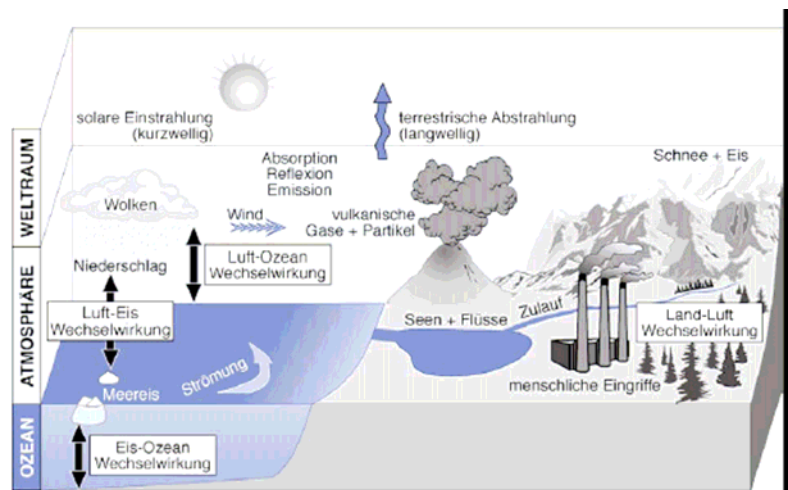 solare Einstrahlung
(kurzwellig)
terrestrische Abstrahlung
(langwellig)
Absorption
Reflexion
Emission
Schnee + Eis
WELTRAUM
Wolken
Wind
vulkanische
Gase + Partikel
Niederschlag
Luft-Ozean
Wechselwirkung
ATMOSPHÄRE
Luft-Eis
Wechselwirkung
Seen + Flüsse
Zulauf
Land-Luft
Wechselwirkung
Strömung
Meereis
menschliche Eingriffe
OZEAN
Eis-Ozean
Wechselwirkung